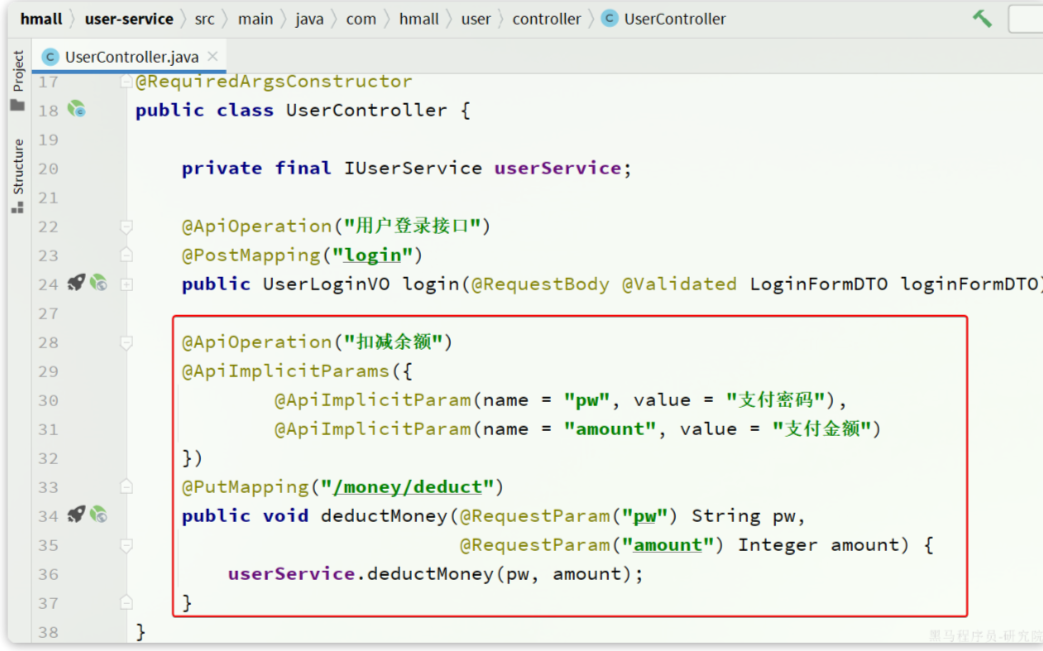 hmall user-service src main java com hmall user controller UserController
UserController.java
Project
Structure
17 @RequiredArgsConstructor
18 public class UserController {
19
20 private final IUserService userService;
21
22 @ApiOperation("用户登录接口")
23 @PostMapping("login")
24 public UserLoginVO login(@RequestBody @Validated LoginFormDTO loginFormDTO)
27
28 @ApiOperation("扣减余额")
29 @ApiImplicitParams({
30 @ApiImplicitParam(name = "pw", value = "支付密码"),
31 @ApiImplicitParam(name = "amount", value = "支付金额")
32 })
33 @PutMapping("/money/deduct")
34 public void deductMoney(@RequestParam("pw") String pw,
35 @RequestParam("amount") Integer amount) {
36 userService.deductMoney(pw, amount);
37 }
38 }
黑马程序员-研究院